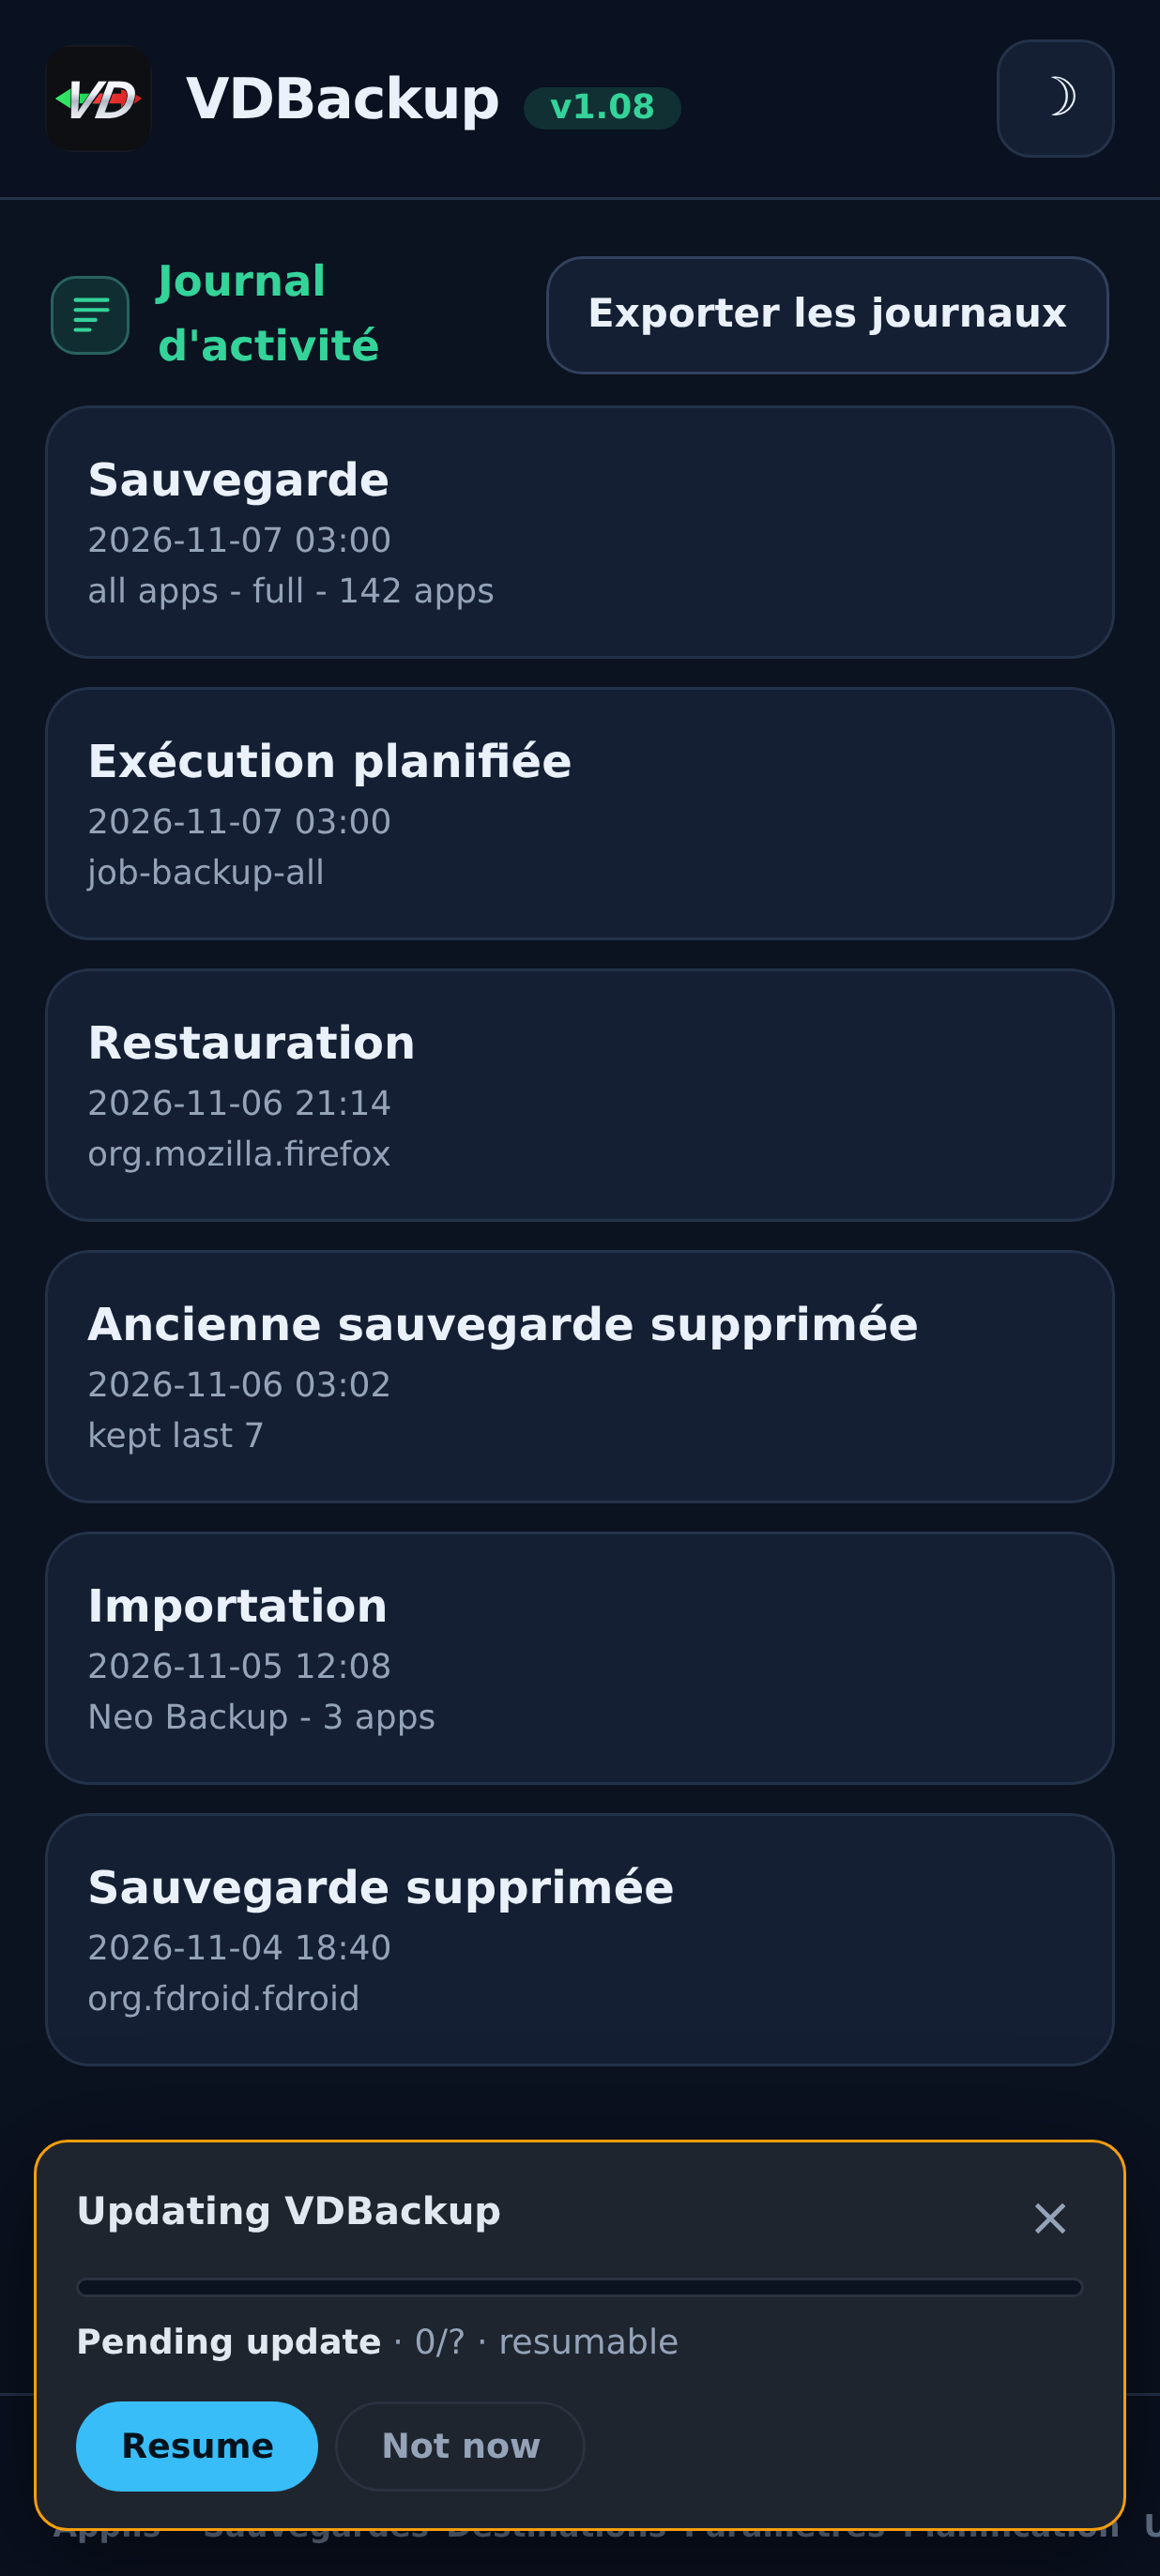 VD
VDBackup v1.08
Journal
d'activité
Exporter les journaux
Sauvegarde
2026-11-07 03:00
all apps - full - 142 apps
Exécution planifiée
2026-11-07 03:00
job-backup-all
Restauration
2026-11-06 21:14
org.mozilla.firefox
Ancienne sauvegarde supprimée
2026-11-06 03:02
kept last 7
Importation
2026-11-05 12:08
Neo Backup - 3 apps
Sauvegarde supprimée
2026-11-04 18:40
org.fdroid.fdroid
Updating VDBackup
Pending update · 0/? · resumable
Resume
Not now